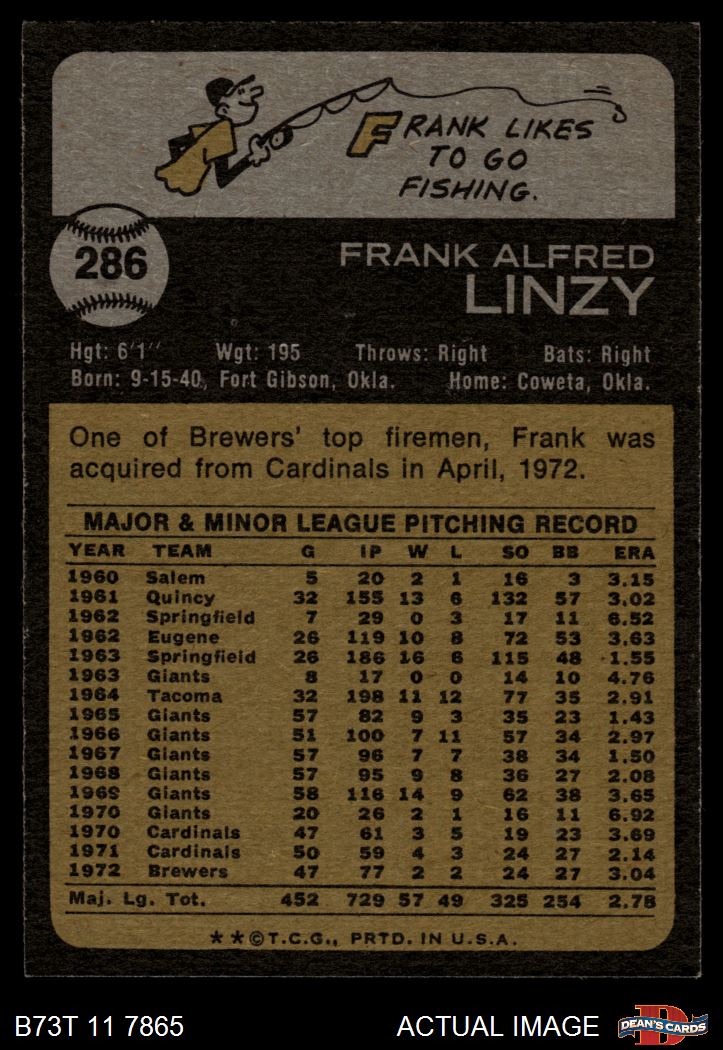 FRANK LIKES
TO GO
FISHING.
286
FRANK ALFRED
LINZY
Hgt: 6'1" Wgt: 195 Throws: Right Bats: Right
Born: 9-15-40, Fort Gibson, Okla. Home: Coweta, Okla.
One of Brewers' top firemen, Frank was
acquired from Cardinals in April, 1972.
MAJOR & MINOR LEAGUE PITCHING RECORD
YEAR TEAM G IP W L SO BB ERA
1960 Salem 5 20 2 1 16 3 3.15
1961 Quincy 32 155 13 6 132 57 3.02
1962 Springfield 7 29 0 3 17 11 6.52
1962 Eugene 26 119 10 8 72 53 3.63
1963 Springfield 26 186 16 6 115 48 1.55
1963 Giants 8 17 0 0 14 10 4.76
1964 Tacoma 32 198 11 12 77 35 2.91
1965 Giants 57 82 9 3 35 23 1.43
1966 Giants 51 100 7 11 57 34 2.97
1967 Giants 57 96 7 7 38 34 1.50
1968 Giants 57 95 9 8 36 27 2.08
1969 Giants 58 116 14 9 62 38 3.65
1970 Giants 20 26 2 1 16 11 6.92
1970 Cardinals 47 61 3 5 19 23 3.69
1971 Cardinals 50 59 4 3 24 27 2.14
1972 Brewers 47 77 2 2 24 27 3.04
Maj. Lg. Tot. 452 729 57 49 325 254 2.78
**©T.C.G., PRTD. IN U.S.A.
B73T 11 7865 ACTUAL IMAGE DEAN'S CARDS